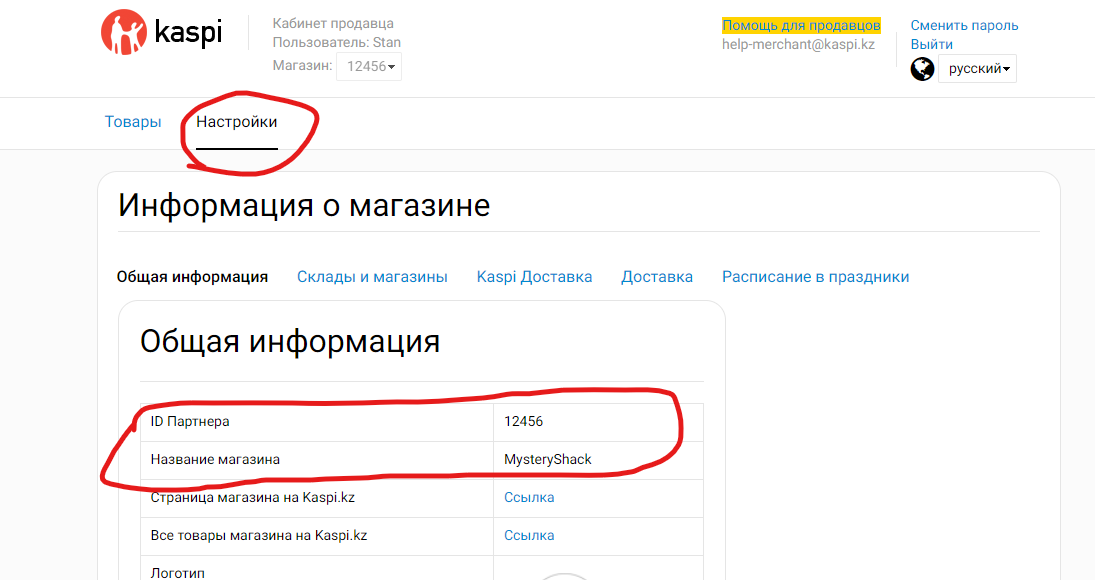 kaspi
Кабинет продавца
Пользователь: Stan
Магазин: 12456
Помощь для продавцов
help-merchant@kaspi.kz
Сменить пароль
Выйти
русский
Товары Настройки
Информация о магазине
Общая информация Склады и магазины Kaspi Доставка Доставка Расписание в праздники
Общая информация
ID Партнера 12456
Название магазина MysteryShack
Страница магазина на Kaspi.kz Ссылка
Все товары магазина на Kaspi.kz Ссылка
Логотип